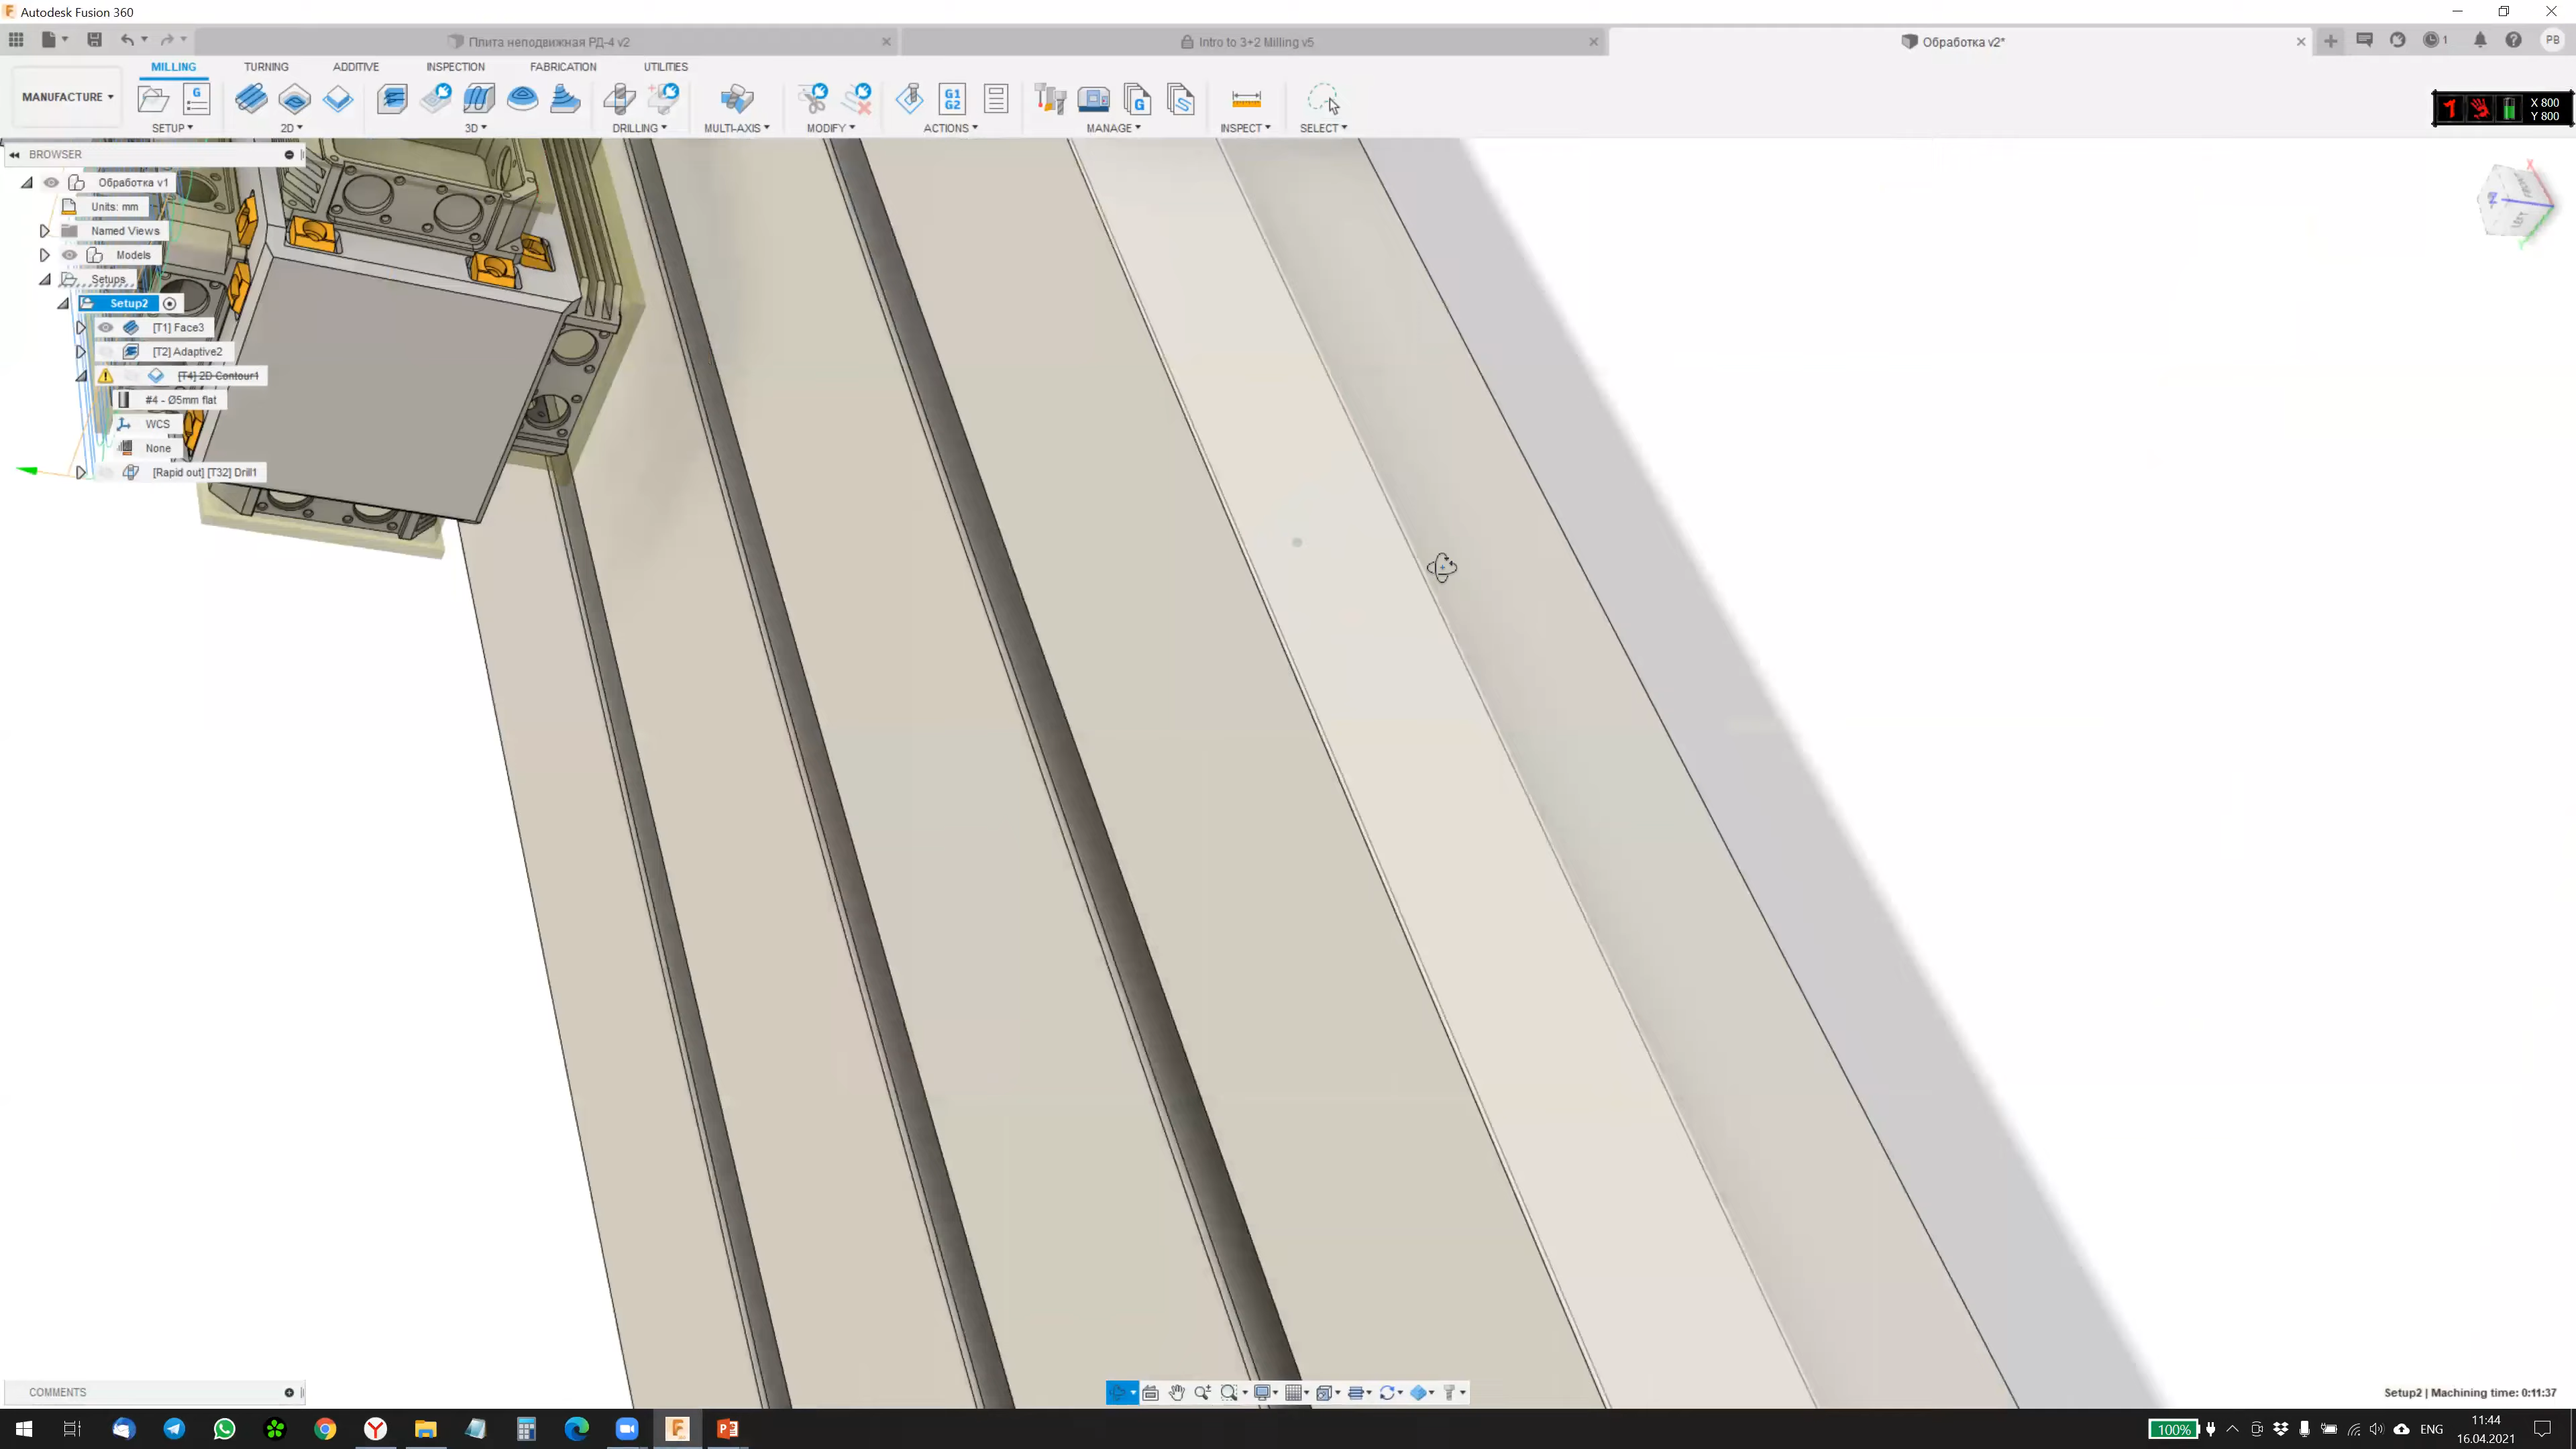 Autodesk Fusion 360
Плита неподвижная РД-4 v2
Intro to 3+2 Milling v5
Обработка v2*
1
PB
MILLING TURNING ADDITIVE INSPECTION FABRICATION UTILITIES
MANUFACTURE
G
G1
G2
G
SETUP 2D 3D DRILLING MULTI-AXIS MODIFY ACTIONS MANAGE INSPECT SELECT
X 800
Y 800
BROWSER
Обработка v1
Units: mm
Named Views
Models
Setups
Setup2
[T1] Face3
[T2] Adaptive2
[T4] 2D Contour1
#4 - Ø5mm flat
WCS
None
[Rapid out] [T32] Drill1
X
Z
Y
COMMENTS
Setup2 | Machining time: 0:11:37
100%
ENG
11:44
16.04.2021